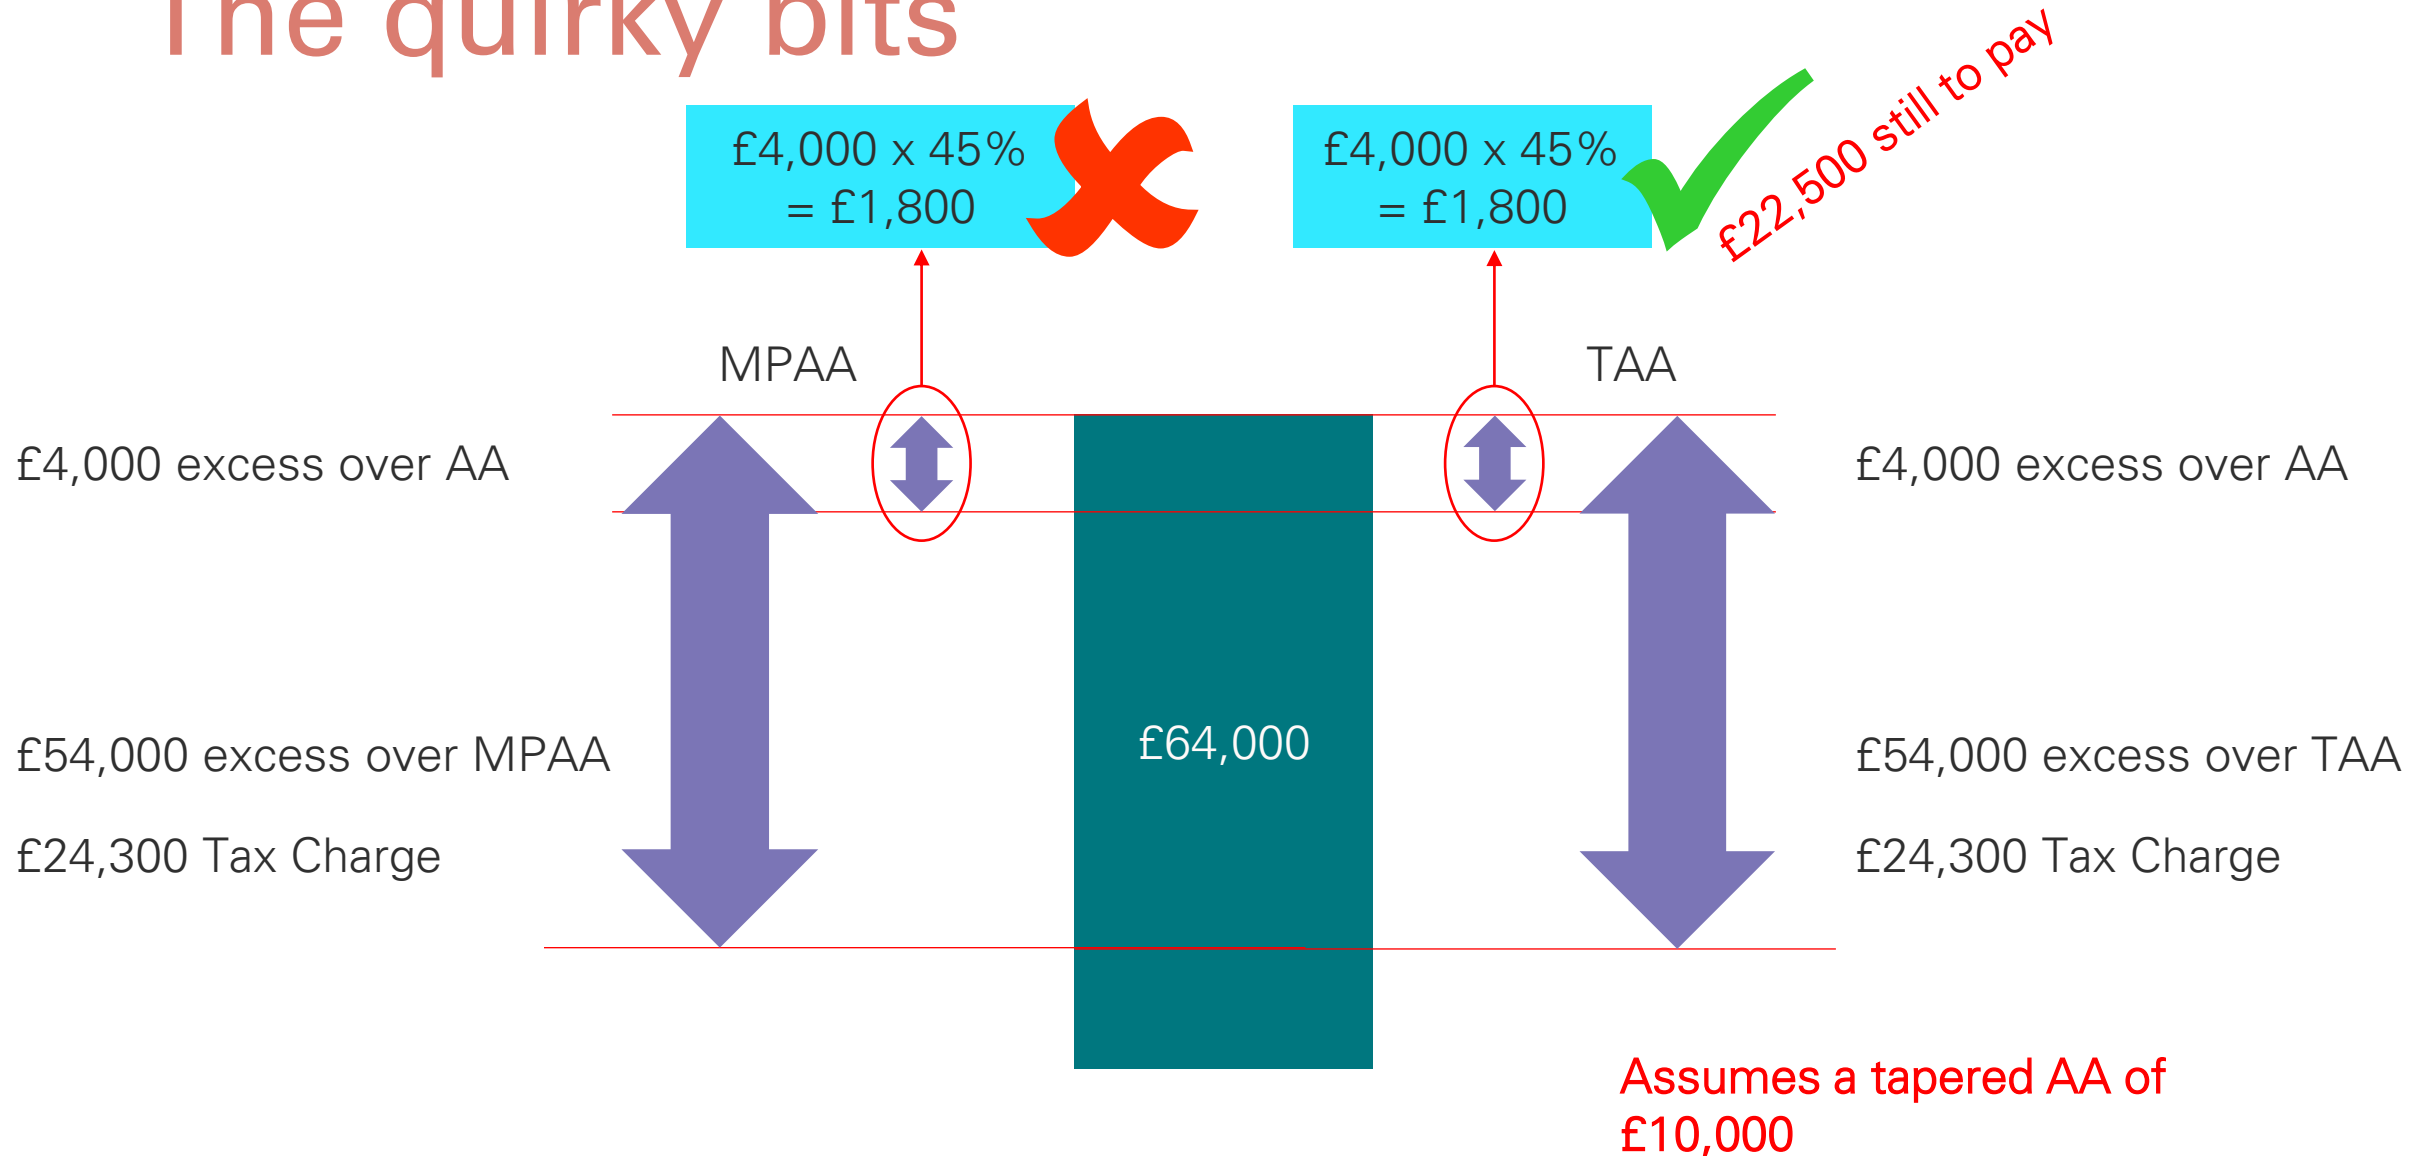 The quirky bits
£4,000 x 45%
= £1,800
£4,000 x 45%
= £1,800
£22,500 still to pay
MPAA
TAA
£4,000 excess over AA
£4,000 excess over AA
£64,000
£54,000 excess over MPAA
£54,000 excess over TAA
£24,300 Tax Charge
£24,300 Tax Charge
Assumes a tapered AA of
£10,000